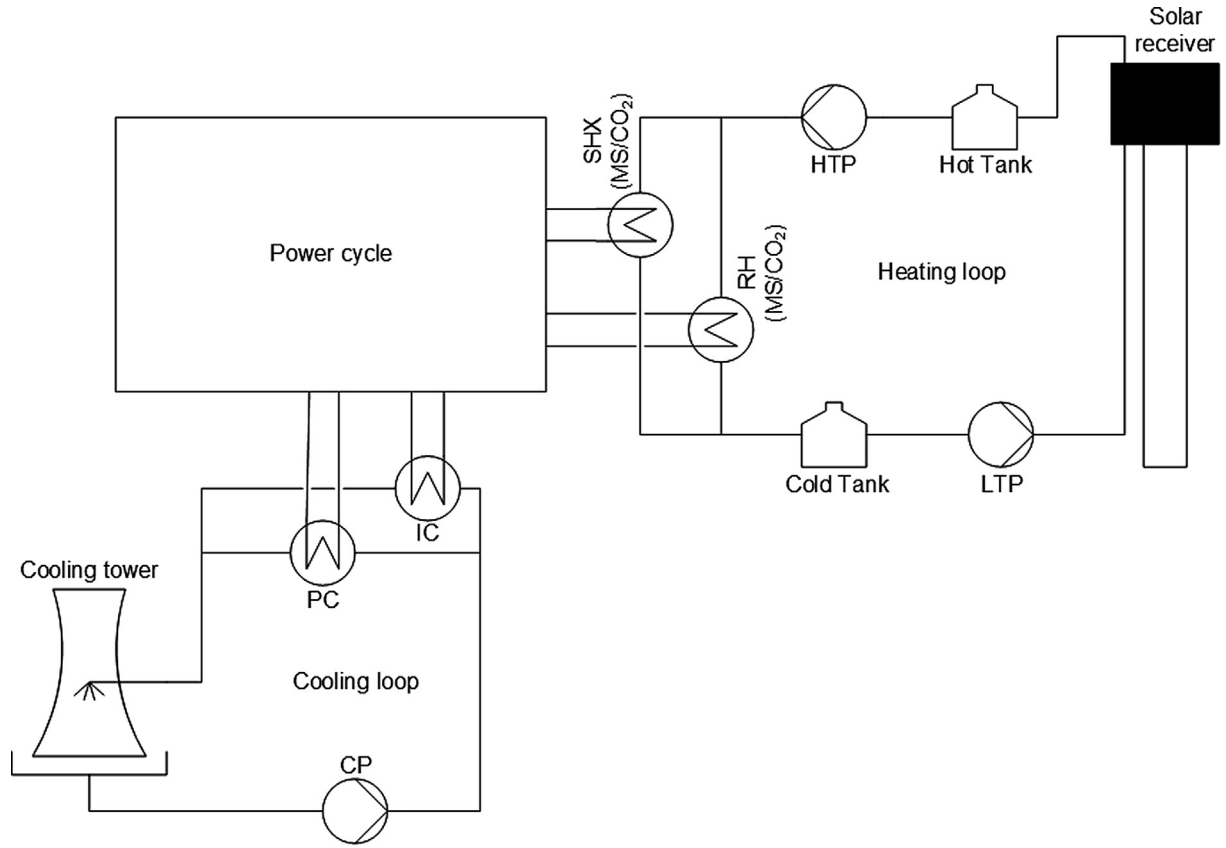 Solar
receiver
SHX
(MS/CO₂)
HTP
Hot Tank
Power cycle
RH
(MS/CO₂)
Heating loop
Cold Tank
LTP
IC
Cooling tower
PC
Cooling loop
CP